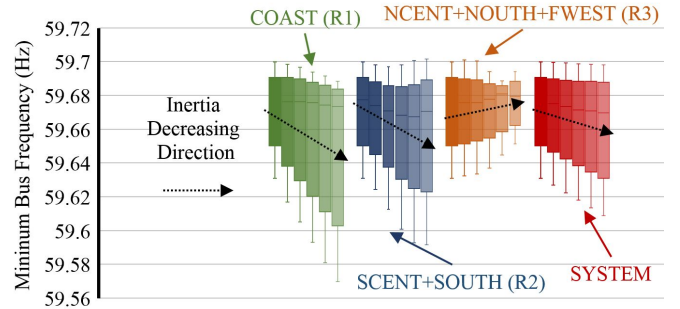 COAST (R1)
NCENT+NOUTH+FWEST (R3)
Mininum Bus Frequency (Hz)
59.72
59.7
59.68
59.66
59.64
59.62
59.6
59.58
59.56
Inertia
Decreasing
Direction
SCENT+SOUTH (R2)
SYSTEM